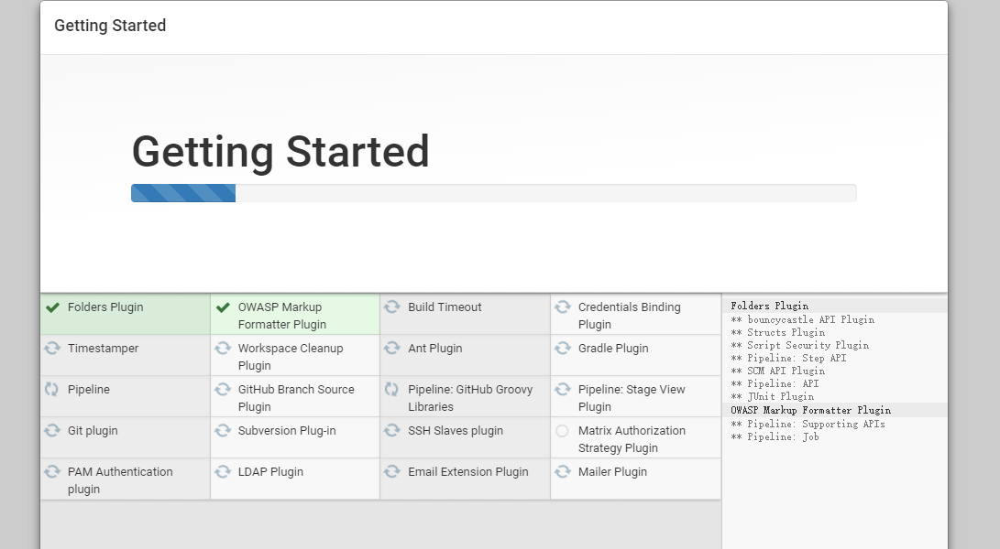 Getting Started
Getting Started
Folders Plugin
OWASP Markup
Formatter Plugin
Build Timeout
Credentials Binding
Plugin
Timestamper
Workspace Cleanup
Plugin
Ant Plugin
Gradle Plugin
Pipeline
GitHub Branch Source
Plugin
Pipeline: GitHub Groovy
Libraries
Pipeline: Stage View
Plugin
Git plugin
Subversion Plug-in
SSH Slaves plugin
Matrix Authorization
Strategy Plugin
PAM Authentication
plugin
LDAP Plugin
Email Extension Plugin
Mailer Plugin
Folders Plugin
** bouncycastle API Plugin
** Structs Plugin
** Script Security Plugin
** Pipeline: Step API
** SCM API Plugin
** Pipeline: API
** JUnit Plugin
OWASP Markup Formatter Plugin
** Pipeline: Supporting APIs
** Pipeline: Job